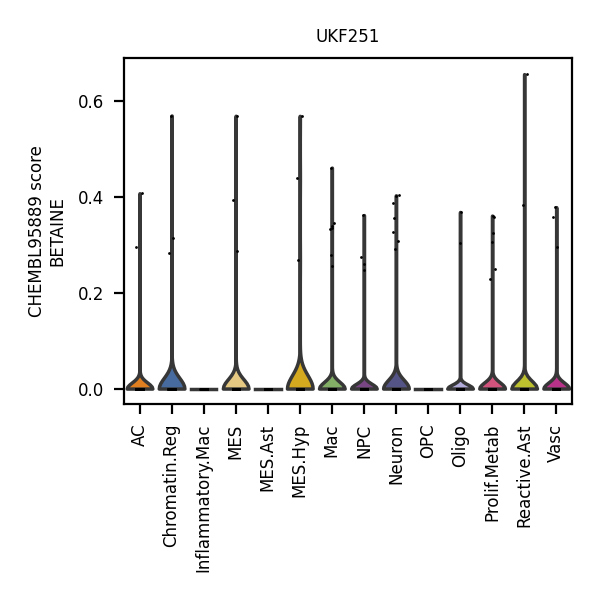 UKF251
CHEMBL95889 score
BETAINE
0.6
0.4
0.2
0.0
AC
Chromatin.Reg
Inflammatory.Mac
MES
MES.Ast
MES.Hyp
Mac
NPC
Neuron
OPC
Oligo
Prolif.Metab
Reactive.Ast
Vasc